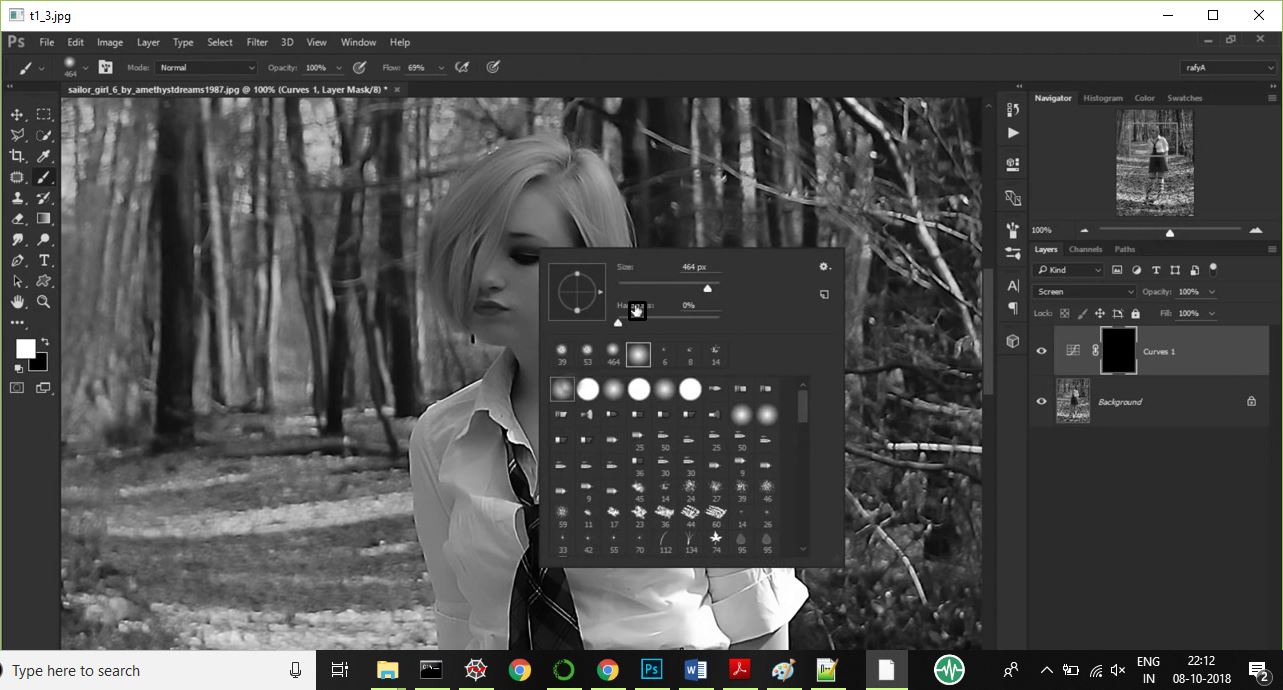 t1_3.jpg
Ps File Edit Image Layer Type Select Filter 3D View Window Help
464 Mode: Normal Opacity: 100% Flow: 69% rafyA
sailor_girl_6_by_amethystdreams1987.jpg @ 100% (Curves 1, Layer Mask/8) *
Navigator Histogram Color Swatches
100%
Layers Channels Paths
Kind
Screen Opacity: 100%
Lock: Fill: 100%
Curves 1
Background
Size: 464 px
0%
39 53 464 6 8 14
25 50 25 50
36 30 30 9
9 45 14 24 27 39 46
59 11 17 23 36 44 60 14 26
33 42 55 70 112 134 74 95 95
Type here to search
Ps
ENG 22:12
IN 08-10-2018
2